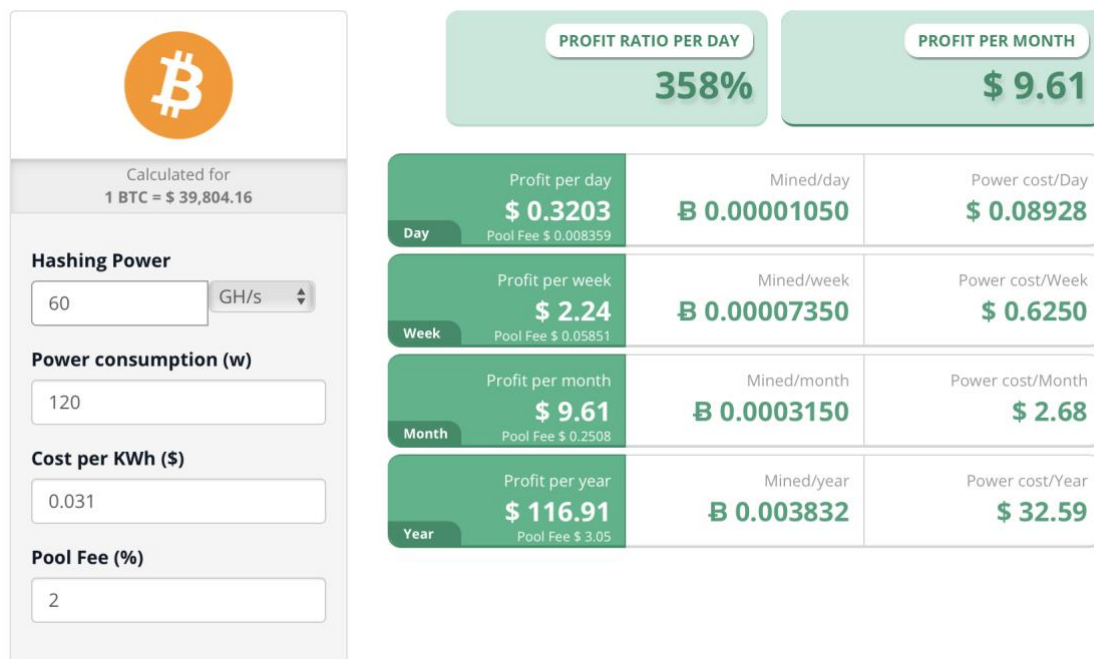 PROFIT RATIO PER DAY
358%
PROFIT PER MONTH
$ 9.61
Calculated for
1 BTC = $ 39,804.16
Hashing Power
60
GH/s
Power consumption (w)
120
Cost per KWh ($)
0.031
Pool Fee (%)
2
Day
Profit per day
$ 0.3203
Pool Fee $ 0.008359
Mined/day
Ƀ 0.00001050
Power cost/Day
$ 0.08928
Week
Profit per week
$ 2.24
Pool Fee $ 0.05851
Mined/week
Ƀ 0.00007350
Power cost/Week
$ 0.6250
Month
Profit per month
$ 9.61
Pool Fee $ 0.2508
Mined/month
Ƀ 0.0003150
Power cost/Month
$ 2.68
Year
Profit per year
$ 116.91
Pool Fee $ 3.05
Mined/year
Ƀ 0.003832
Power cost/Year
$ 32.59